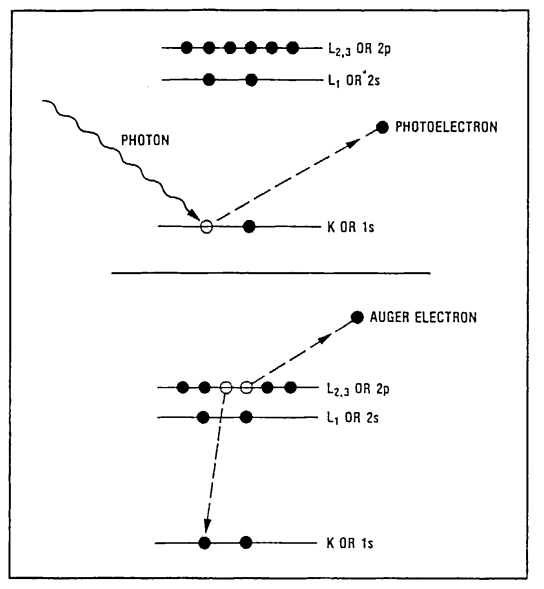 L2,3 OR 2p
L1 OR 2s
PHOTON
PHOTOELECTRON
K OR 1s
AUGER ELECTRON
L2,3 OR 2p
L1 OR 2s
K OR 1s